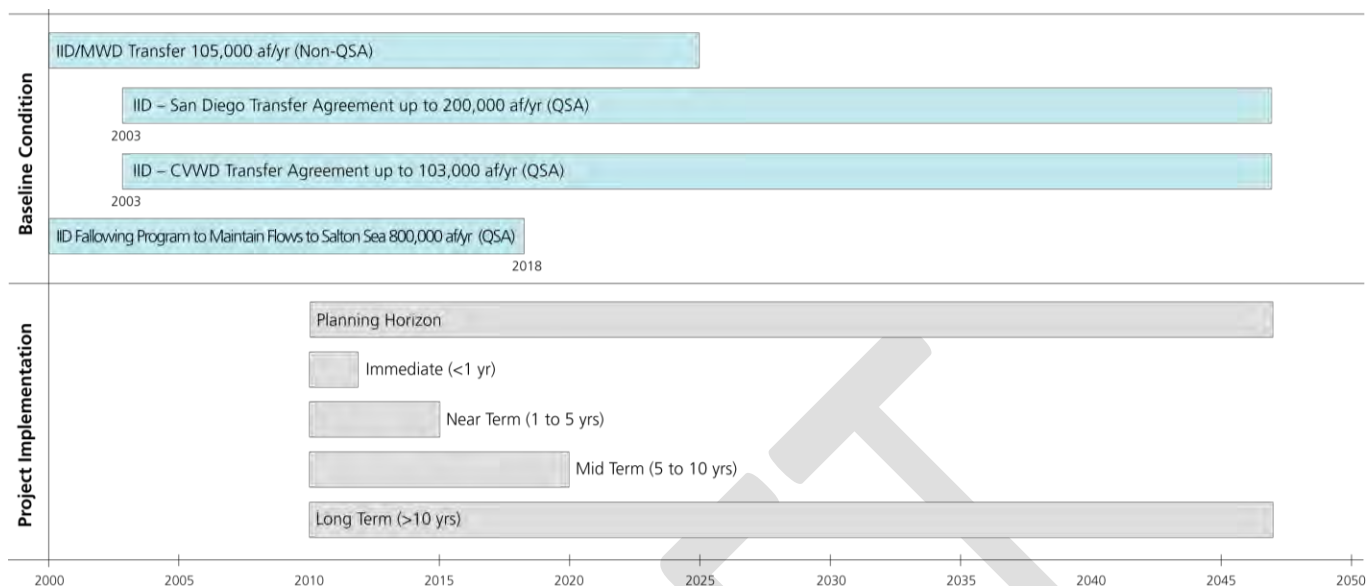 Baseline Condition
IID/MWD Transfer 105,000 af/yr (Non-QSA)
IID – San Diego Transfer Agreement up to 200,000 af/yr (QSA)
2003
IID – CVWD Transfer Agreement up to 103,000 af/yr (QSA)
2003
IID Fallowing Program to Maintain Flows to Salton Sea 800,000 af/yr (QSA)
2018
Project Implementation
Planning Horizon
Immediate (<1 yr)
Near Term (1 to 5 yrs)
Mid Term (5 to 10 yrs)
Long Term (>10 yrs)
2000 2005 2010 2015 2020 2025 2030 2035 2040 2045 2050